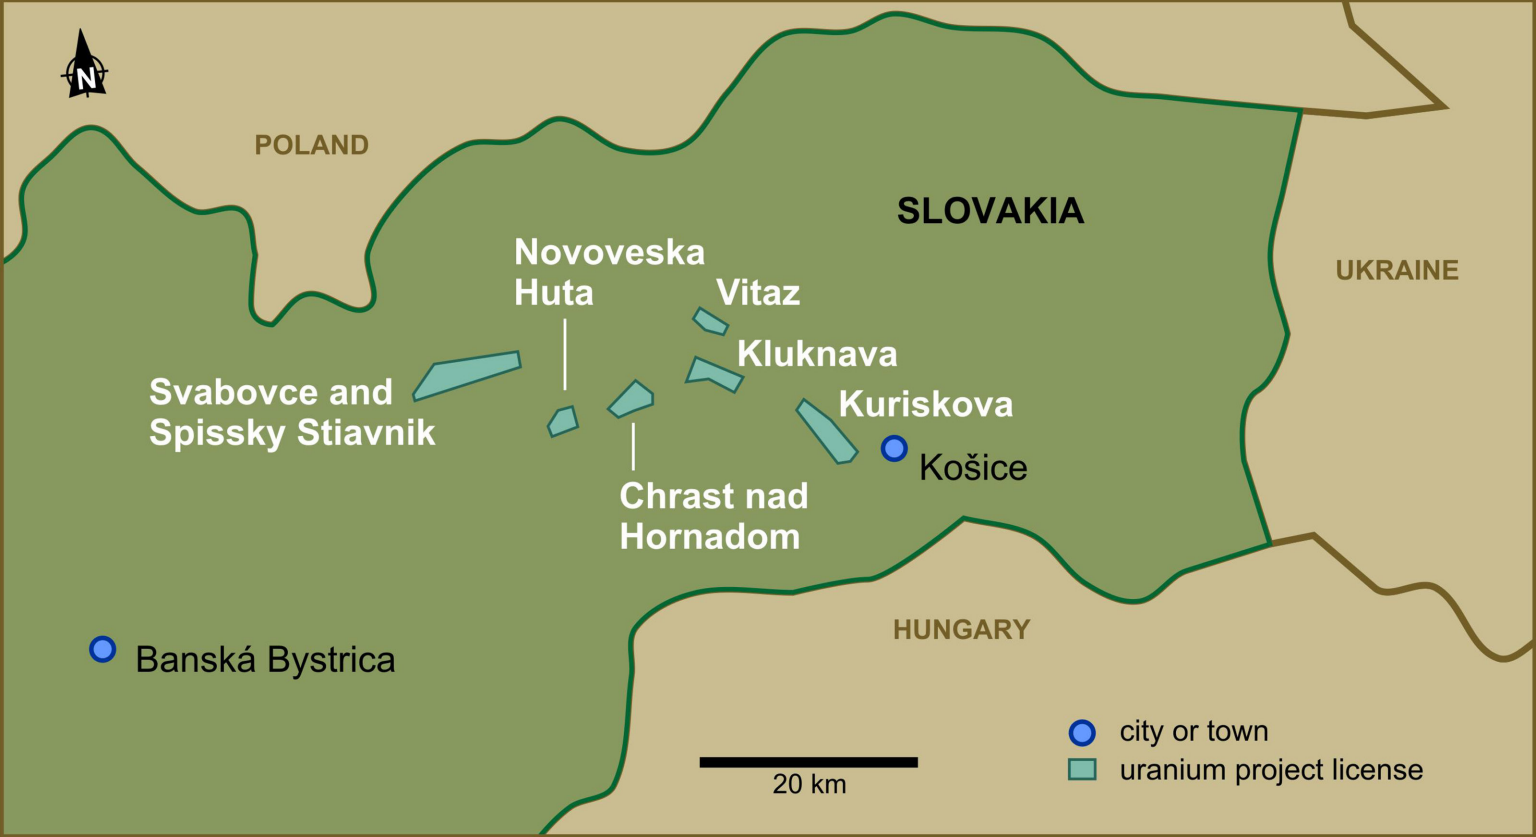 N
POLAND
SLOVAKIA
UKRAINE
Novoveska
Huta
Vitaz
Kluknava
Svabovce and
Spissky Stiavnik
Kuriskova
Košice
Chrast nad
Hornadom
HUNGARY
Banská Bystrica
city or town
uranium project license
20 km